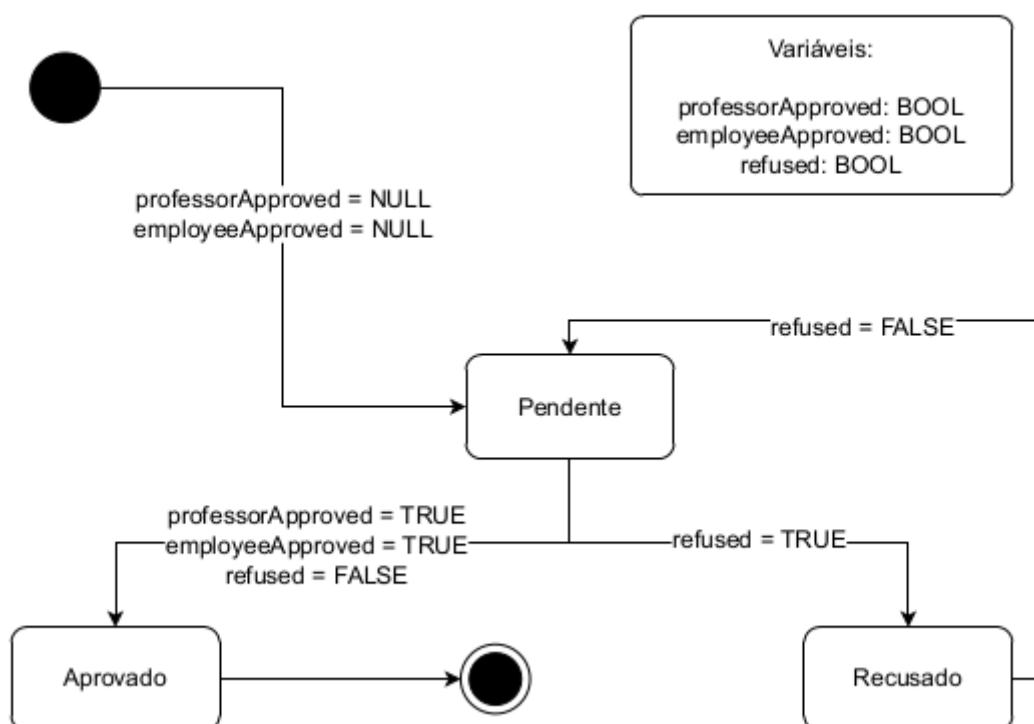 Variáveis:
professorApproved: BOOL
employeeApproved: BOOL
refused: BOOL
professorApproved = NULL
employeeApproved = NULL
refused = FALSE
Pendente
professorApproved = TRUE
employeeApproved = TRUE
refused = FALSE
refused = TRUE
Aprovado
Recusado